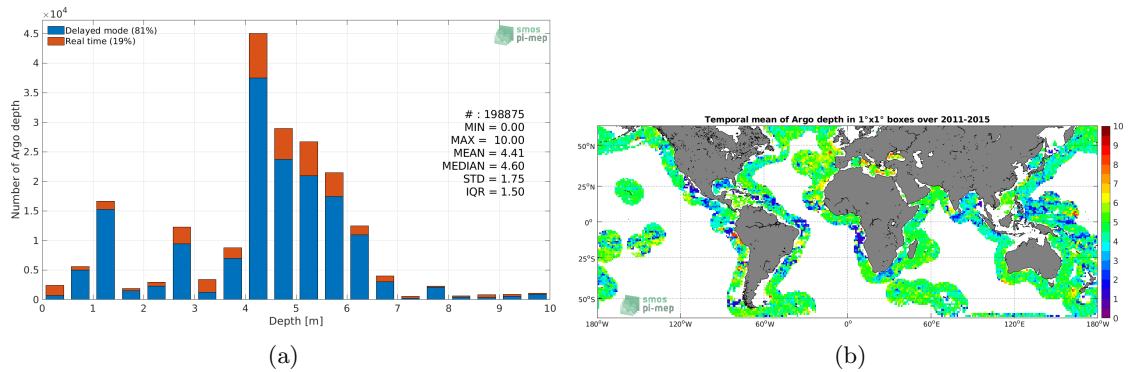 ×10⁴
Delayed mode (81%)
Real time (19%)
smos
pi-mep
4.5
4
3.5
3
2.5
2
1.5
1
0.5
0
Number of Argo depth
# : 198875
MIN = 0.00
MAX = 10.00
MEAN = 4.41
MEDIAN = 4.60
STD = 1.75
IQR = 1.50
0 1 2 3 4 5 6 7 8 9 10
Depth [m]
(a)
Temporal mean of Argo depth in 1°x1° boxes over 2011-2015
50°N
25°N
0°
25°S
50°S
180°W 120°W 60°W 0° 60°E 120°E 180°W
smos
pi-mep
10
9
8
7
6
5
4
3
2
1
0
(b)